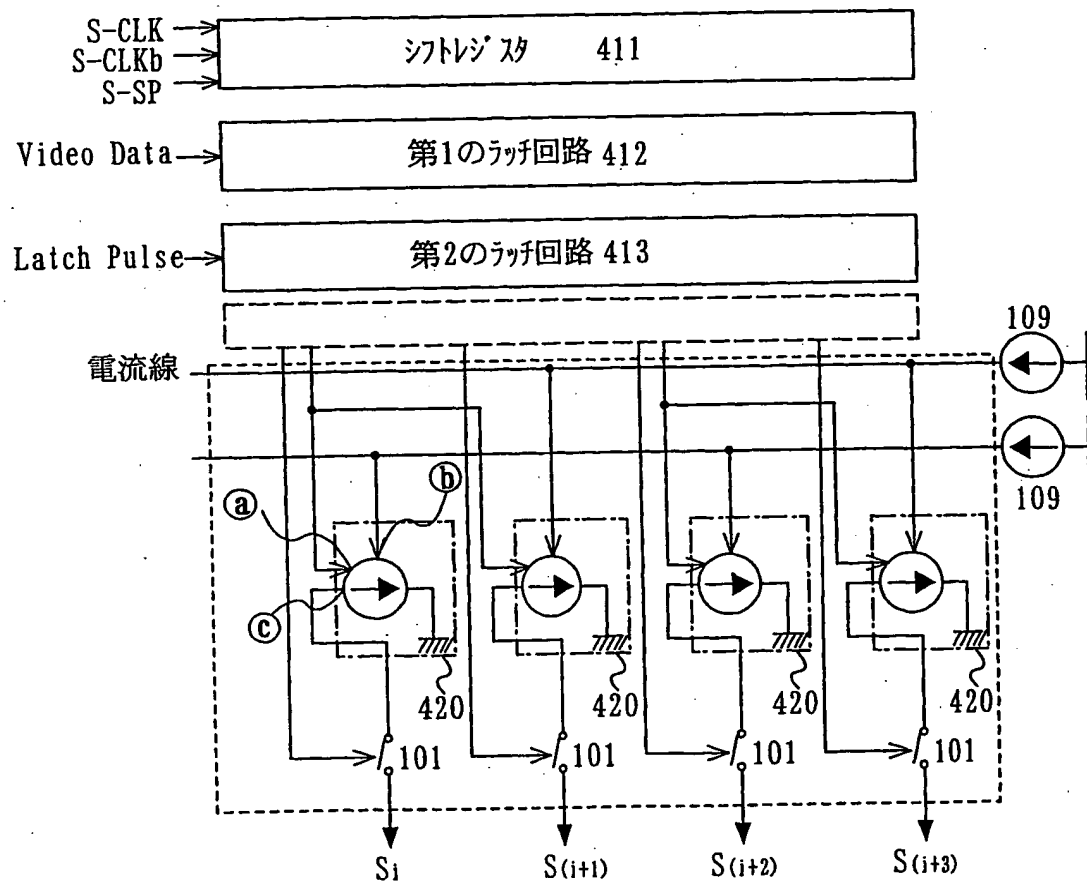 S-CLK
S-CLKb
S-SP
シフトレジスタ 411
Video Data
第1のラッチ回路 412
Latch Pulse
第2のラッチ回路 413
電流線
109
109
ⓐ
ⓑ
ⓒ
420
420
420
420
101
101
101
101
Si
S(i+1)
S(i+2)
S(i+3)